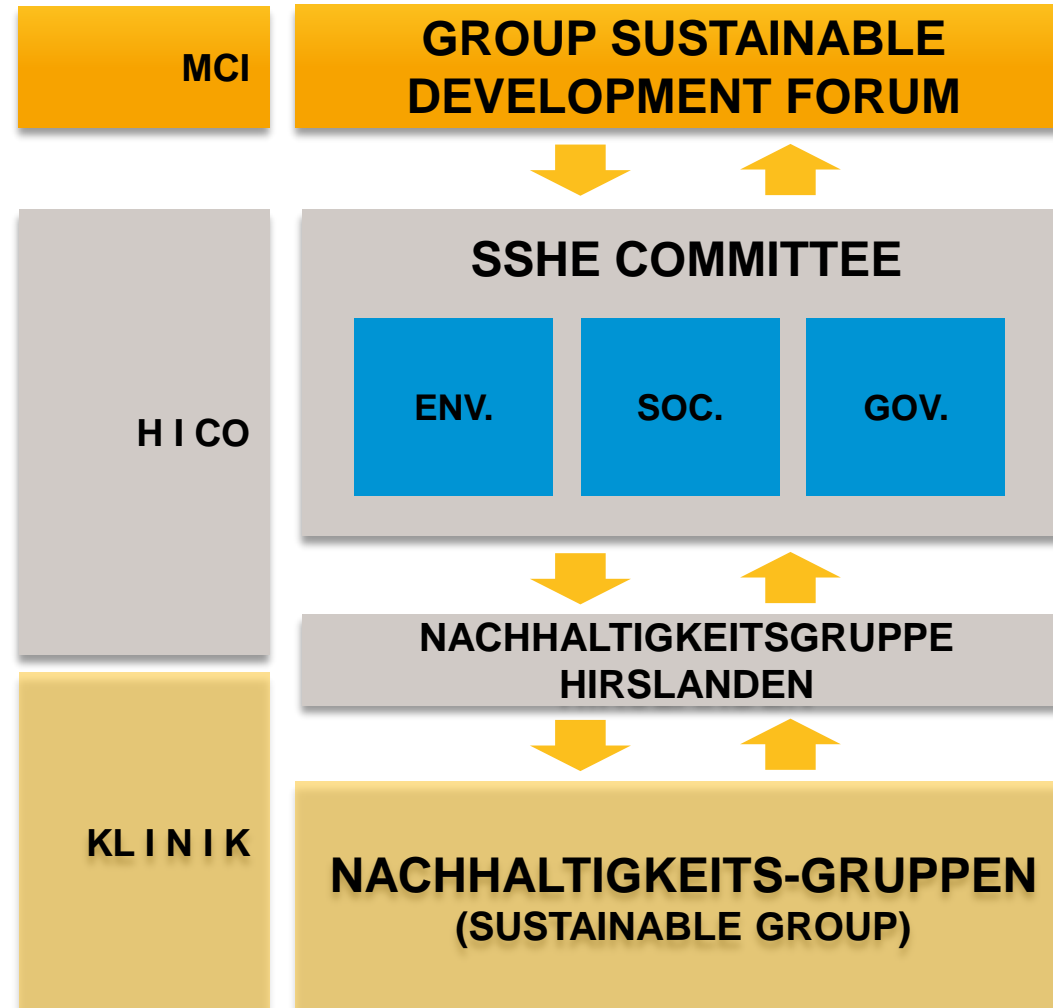 MCI
GROUP SUSTAINABLE
DEVELOPMENT FORUM
H I CO
SSHE COMMITTEE
ENV.
SOC.
GOV.
NACHHALTIGKEITSGRUPPE
HIRSLANDEN
KL I N I K
NACHHALTIGKEITS-GRUPPEN
(SUSTAINABLE GROUP)